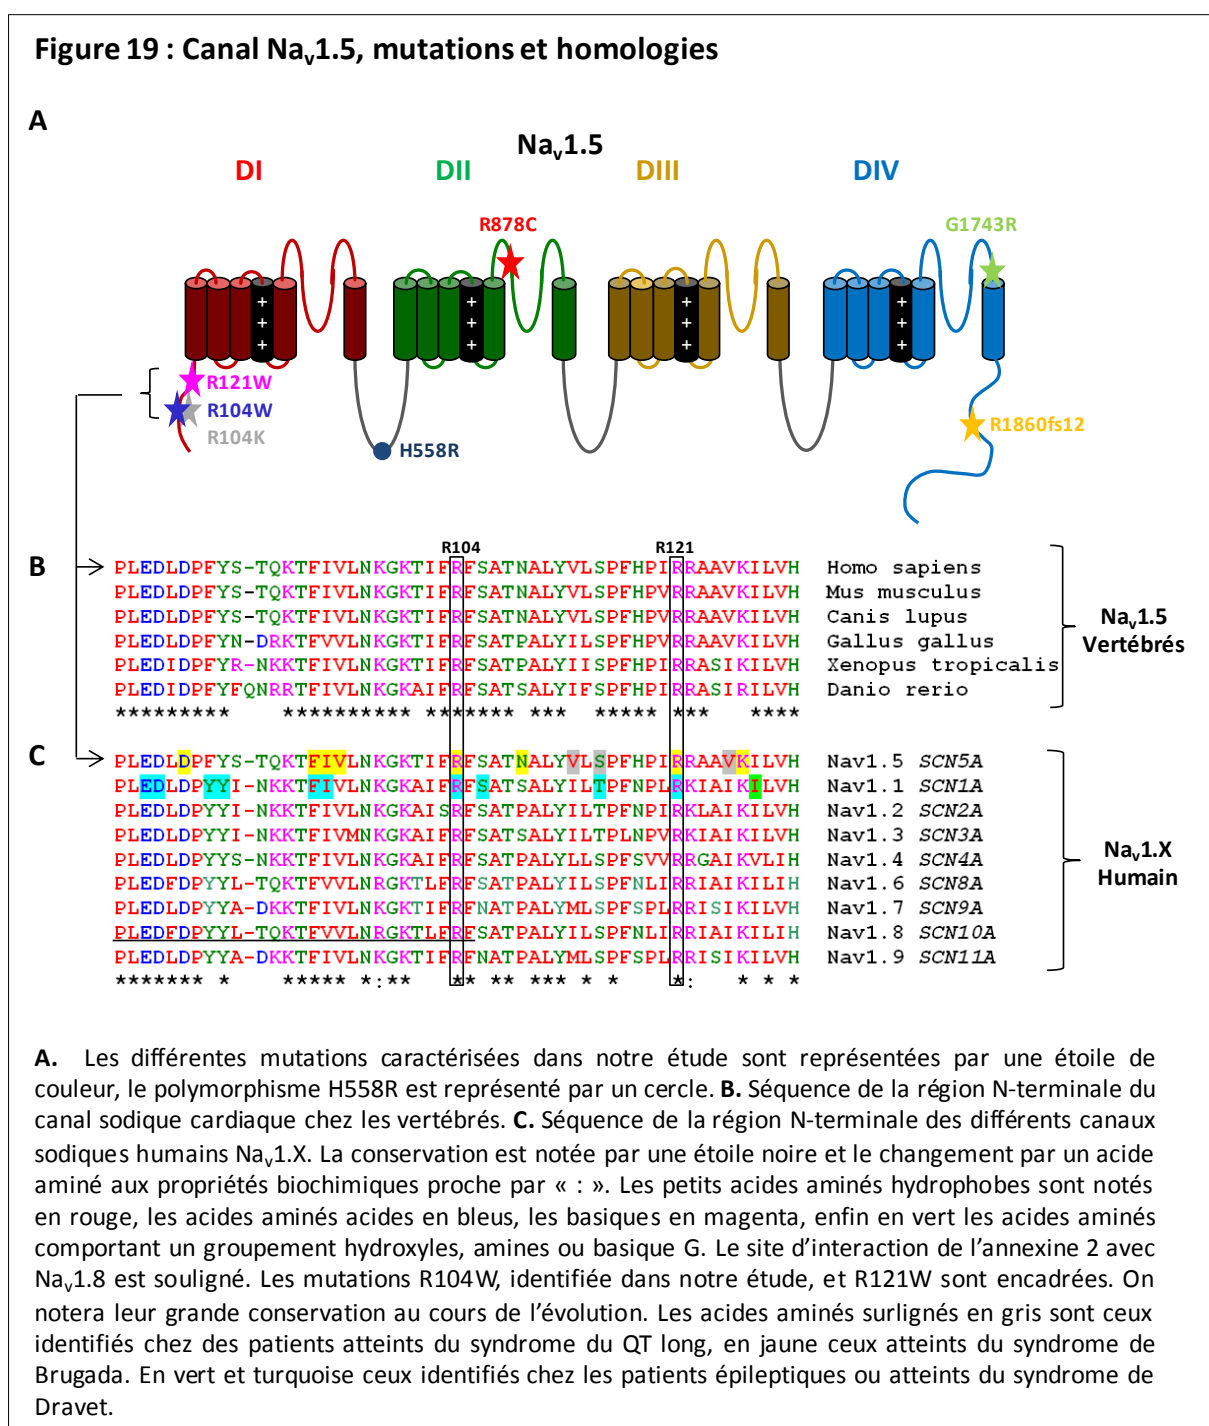 Figure 19 : Canal Nav1.5, mutations et homologies
A
Nav1.5
DI DII DIII DIV
R878C G1743R
+ + + +
+ + + +
+ + + +
R121W
R104W
R104K
H558R
R1860fs12
R104 R121
B PLEDLDPFYS-TQKTFIVLNKGKTIFRFSATNALYVLSPFHPIRRAAVKILVH Homo sapiens
PLEDLDPFYS-TQKTFIVLNKGKTIFRFSATNALYVLSPFHPVRRAAVKILVH Mus musculus
PLEDLDPFYS-TQKTFIVLNKGKTIFRFSATNALYVLSPFHPVRRAAVKILVH Canis lupus
PLEDLDPFYN-DRKTFVVLNKGKTIFRFSATPALYIISPFHPVRRAAVKILVH Gallus gallus
PLEDIDPFYR-NKKTFIVLNKGKTIFRFSATPALYIISPFHPIRRASIKILVH Xenopus tropicalis
PLEDIDPFYFQNRRTFIVLNKGKAIFRFSATSALYIFSPFHPIRRASIRILVH Danio rerio
********* ********** ******* *** ***** *** ****
Nav1.5
Vertébrés
C PLEDLDPFYS-TQKTFIVLNKGKTIFRFSATNALYVLSPFHPIRRAAVKILVH Nav1.5 SCN5A
PLEDLDPYYI-NKKTFIVLNKGKAIFRFSATSALYILTPFNPLRKIAIKILVH Nav1.1 SCN1A
PLEDLDPYYI-NKKTFIVLNKGKAISRFSATPALYILTPFNPIRKLAIKILVH Nav1.2 SCN2A
PLEDLDPYYI-NKKTFIVMNKGKAIFRFSATSALYILTPLNPVRKIAIKILVH Nav1.3 SCN3A
PLEDLDPYYS-NKKTFIVLNKGKAIFRFSATPALYLLSPFSVVRRGAIKVLIH Nav1.4 SCN4A
PLEDFDPYYL-TQKTFVVLNRGKTLFRFSATPALYILSPFNLIRRIAIKILIH Nav1.6 SCN8A
PLEDLDPYYA-DKKTFIVLNKGKTIFRFNATPALYMLSPFSPLRRISIKILVH Nav1.7 SCN9A
PLEDFDPYYL-TQKTFVVLNRGKTLFRFSATPALYILSPFNLIRRIAIKILIH Nav1.8 SCN10A
PLEDLDPYYA-DKKTFIVLNKGKTIFRFNATPALYMLSPFSPLRRISIKILVH Nav1.9 SCN11A
******* * ***** *:** ** ** *** * * *: * * *
Nav1.X
Humain
A. Les différentes mutations caractérisées dans notre étude sont représentées par une étoile de
couleur, le polymorphisme H558R est représenté par un cercle. B. Séquence de la région N-terminale du
canal sodique cardiaque chez les vertébrés. C. Séquence de la région N-terminale des différents canaux
sodiques humains Nav1.X. La conservation est notée par une étoile noire et le changement par un acide
aminé aux propriétés biochimiques proche par « : ». Les petits acides aminés hydrophobes sont notés
en rouge, les acides aminés acides en bleus, les basiques en magenta, enfin en vert les acides aminés
comportant un groupement hydroxyles, amines ou basique G. Le site d'interaction de l'annexine 2 avec
Nav1.8 est souligné. Les mutations R104W, identifiée dans notre étude, et R121W sont encadrées. On
notera leur grande conservation au cours de l'évolution. Les acides aminés surlignés en gris sont ceux
identifiés chez des patients atteints du syndrome du QT long, en jaune ceux atteints du syndrome de
Brugada. En vert et turquoise ceux identifiés chez les patients épileptiques ou atteints du syndrome de
Dravet.